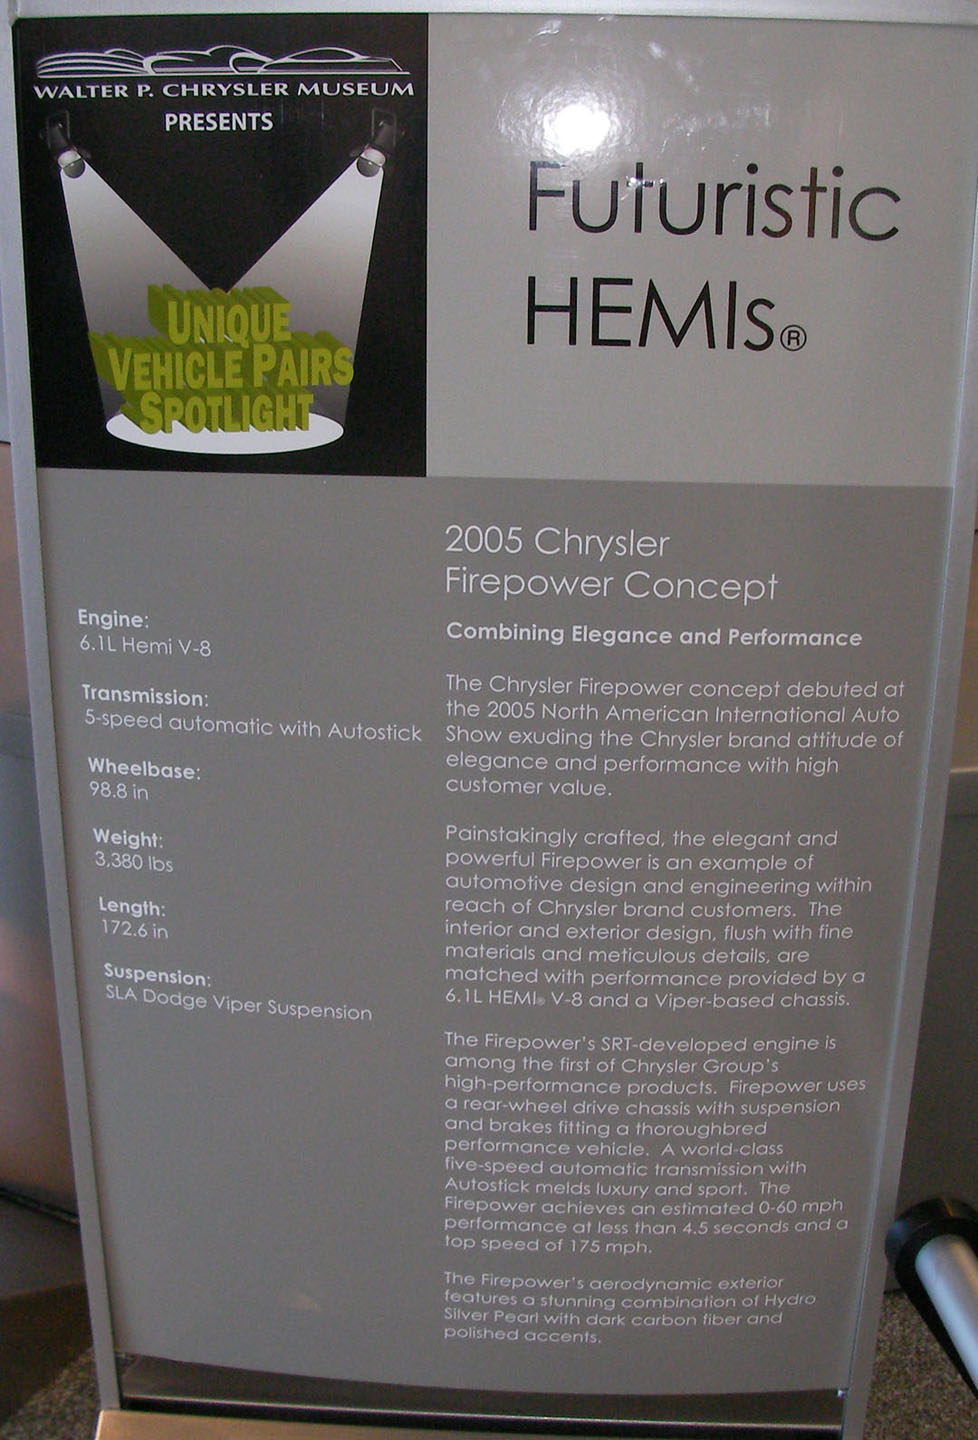 WALTER P. CHRYSLER MUSEUM
PRESENTS
UNIQUE
VEHICLE PAIRS
SPOTLIGHT
Futuristic
HEMIs®
Engine:
6.1L Hemi V-8
Transmission:
5-speed automatic with Autostick
Wheelbase:
98.8 in
Weight:
3,380 lbs
Length:
172.6 in
Suspension:
SLA Dodge Viper Suspension
2005 Chrysler
Firepower Concept
Combining Elegance and Performance
The Chrysler Firepower concept debuted at
the 2005 North American International Auto
Show exuding the Chrysler brand attitude of
elegance and performance with high
customer value.
Painstakingly crafted, the elegant and
powerful Firepower is an example of
automotive design and engineering within
reach of Chrysler brand customers. The
interior and exterior design, flush with fine
materials and meticulous details, are
matched with performance provided by a
6.1L HEMI® V-8 and a Viper-based chassis.
The Firepower's SRT-developed engine is
among the first of Chrysler Group's
high-performance products. Firepower uses
a rear-wheel drive chassis with suspension
and brakes fitting a thoroughbred
performance vehicle. A world-class
five-speed automatic transmission with
Autostick melds luxury and sport. The
Firepower achieves an estimated 0-60 mph
performance at less than 4.5 seconds and a
top speed of 175 mph.
The Firepower's aerodynamic exterior
features a stunning combination of Hydro
Silver Pearl with dark carbon fiber and
polished accents.